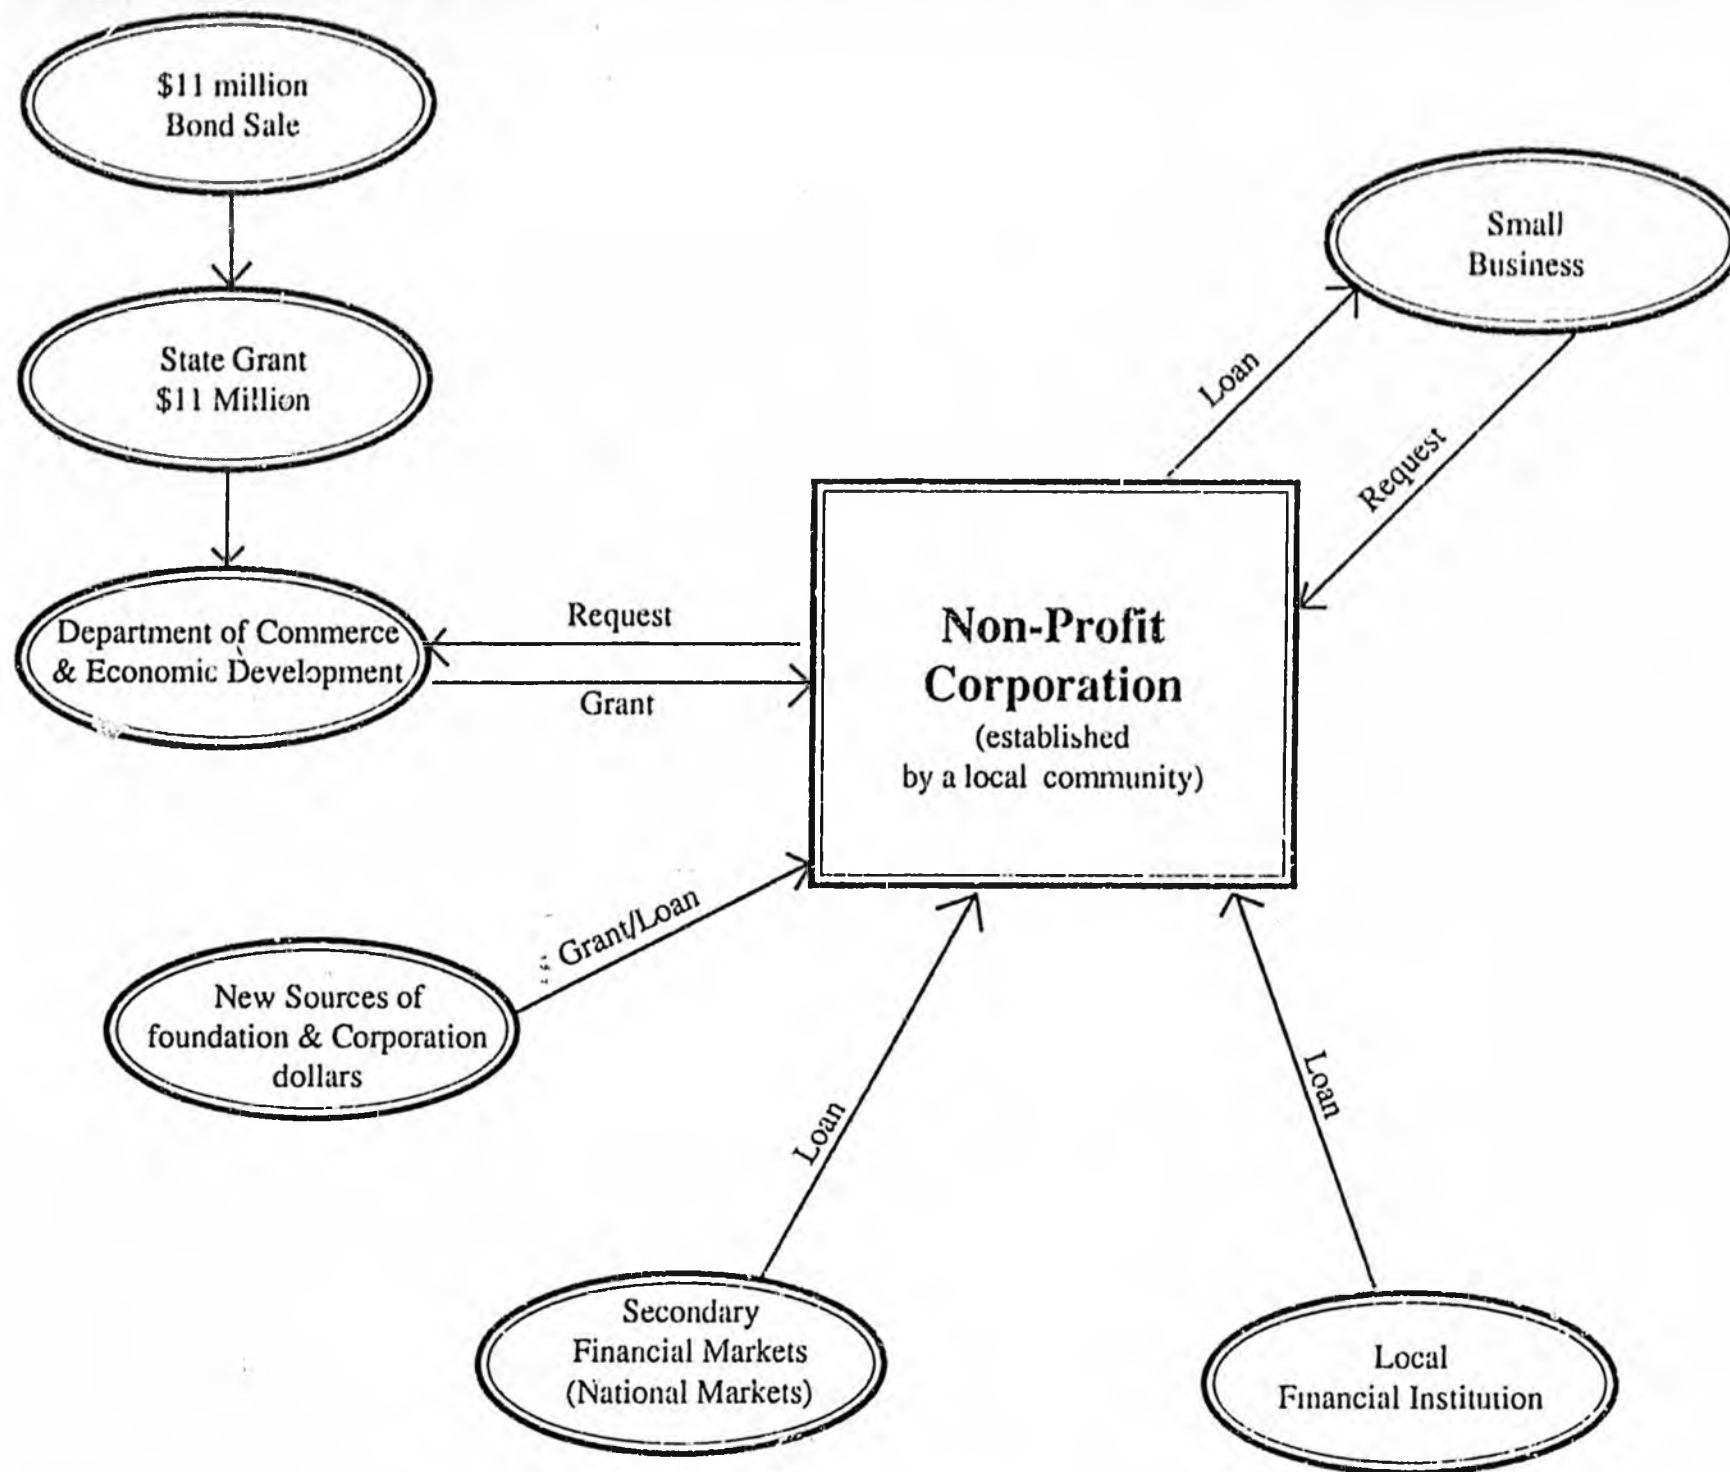 $11 million
Bond Sale
State Grant
$11 Million
Department of Commerce
& Economic Development
Request
Grant
Non-Profit
Corporation
(established
by a local community)
Small
Business
Loan
Request
Grant/Loan
New Sources of
foundation & Corporation
dollars
Loan
Secondary
Financial Markets
(National Markets)
Loan
Local
Financial Institution